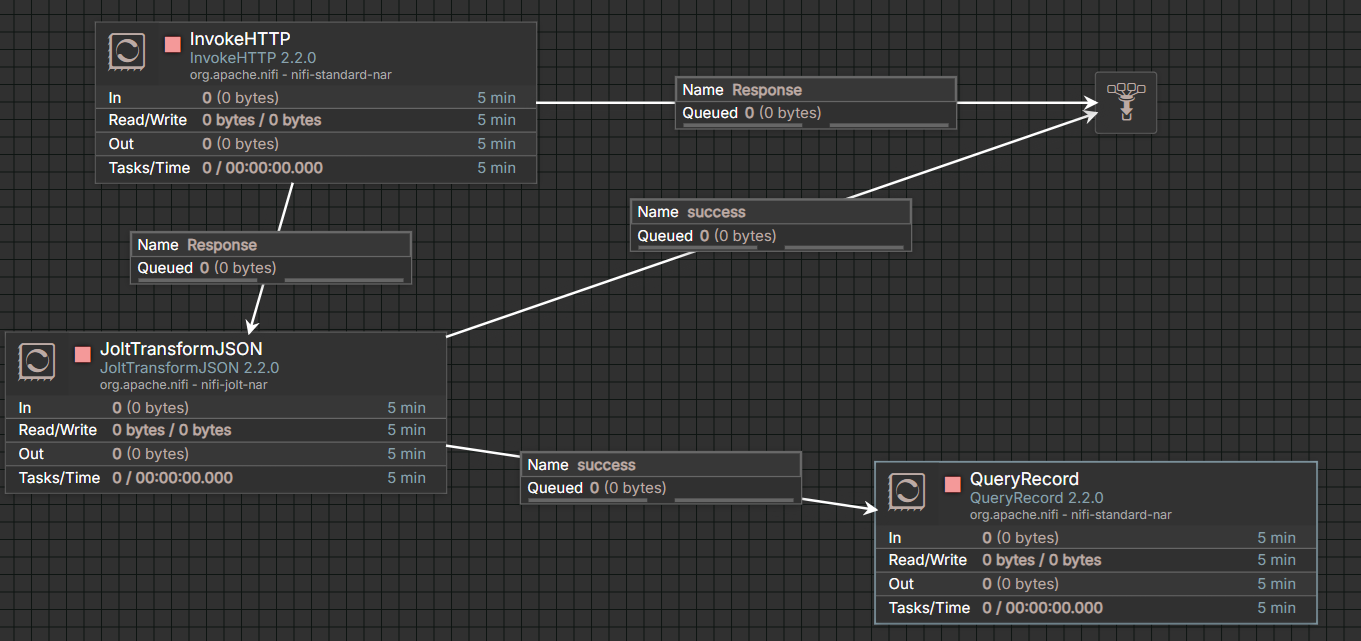 InvokeHTTP
InvokeHTTP 2.2.0
org.apache.nifi - nifi-standard-nar
In 0 (0 bytes) 5 min
Read/Write 0 bytes / 0 bytes 5 min
Out 0 (0 bytes) 5 min
Tasks/Time 0 / 00:00:00.000 5 min
Name Response
Queued 0 (0 bytes)
Name success
Queued 0 (0 bytes)
Name Response
Queued 0 (0 bytes)
JoltTransformJSON
JoltTransformJSON 2.2.0
org.apache.nifi - nifi-jolt-nar
In 0 (0 bytes) 5 min
Read/Write 0 bytes / 0 bytes 5 min
Out 0 (0 bytes) 5 min
Tasks/Time 0 / 00:00:00.000 5 min
Name success
Queued 0 (0 bytes)
QueryRecord
QueryRecord 2.2.0
org.apache.nifi - nifi-standard-nar
In 0 (0 bytes) 5 min
Read/Write 0 bytes / 0 bytes 5 min
Out 0 (0 bytes) 5 min
Tasks/Time 0 / 00:00:00.000 5 min